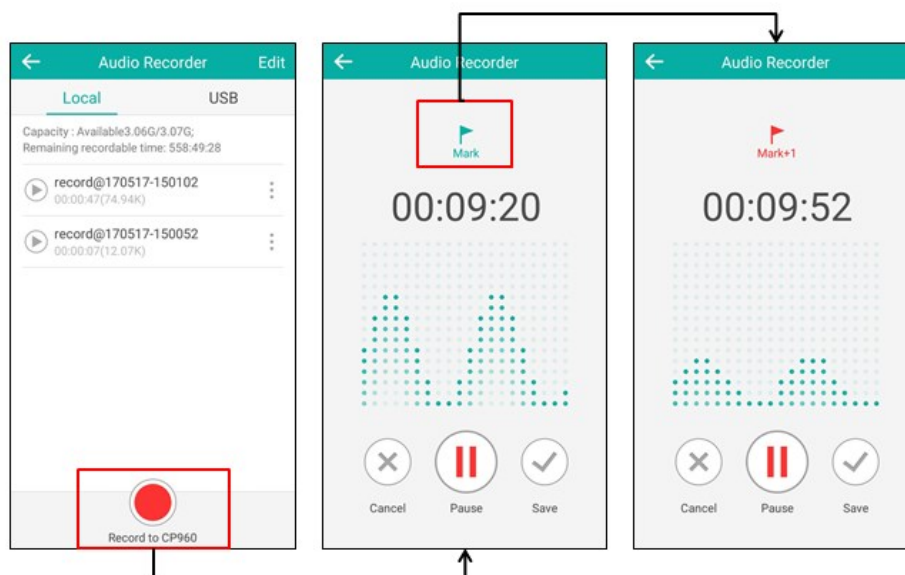 Audio Recorder Edit
Local USB
Capacity : Available3.06G/3.07G;
Remaining recordable time: 558:49:28
record@170517-150102
00:00:47(74.94K)
record@170517-150052
00:00:07(12.07K)
Record to CP960
Audio Recorder
Mark
00:09:20
Cancel Pause Save
Audio Recorder
Mark+1
00:09:52
Cancel Pause Save